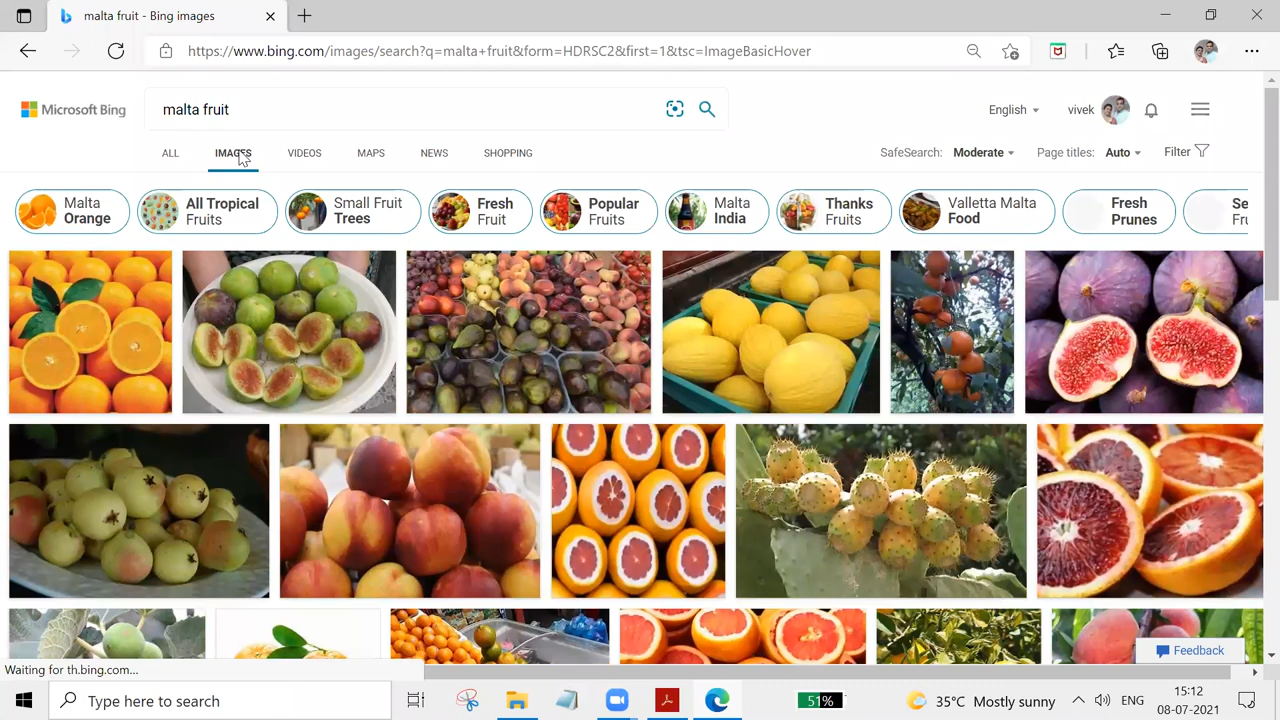 malta fruit - Bing images
https://www.bing.com/images/search?q=malta+fruit&form=HDRSC2&first=1&tsc=ImageBasicHover
Microsoft Bing
malta fruit
English
vivek
ALL
IMAGES
VIDEOS
MAPS
NEWS
SHOPPING
SafeSearch: Moderate
Page titles: Auto
Filter
Malta
Orange
All Tropical
Fruits
Small Fruit
Trees
Fresh
Fruit
Popular
Fruits
Malta
India
Thanks
Fruits
Valletta Malta
Food
Fresh
Prunes
Se
Fru
Feedback
Waiting for th.bing.com...
Type here to search
51%
35°C Mostly sunny
ENG
15:12
08-07-2021